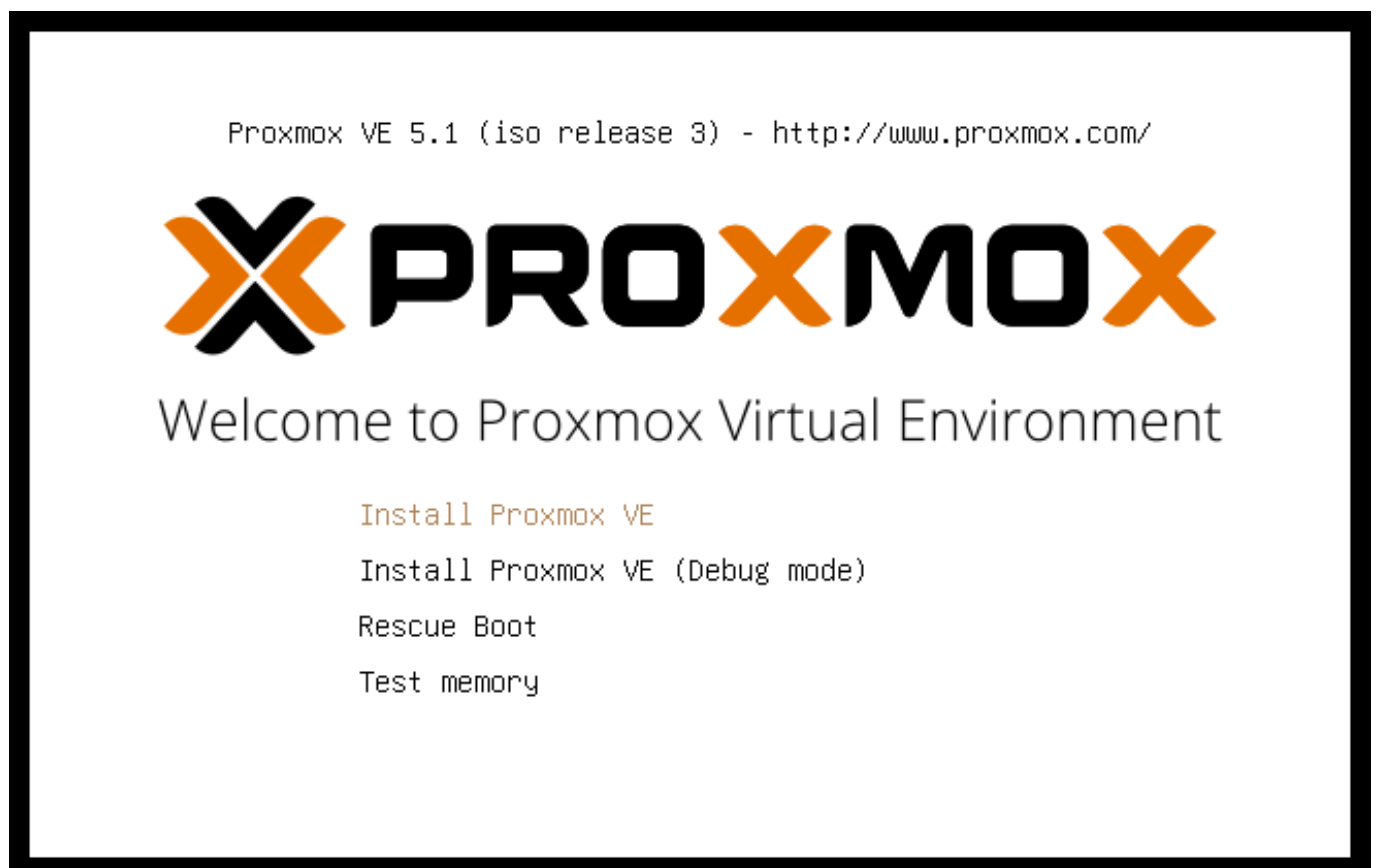 Proxmox VE 5.1 (iso release 3) - http://www.proxmox.com/
PROXMOX
Welcome to Proxmox Virtual Environment
Install Proxmox VE
Install Proxmox VE (Debug mode)
Rescue Boot
Test memory